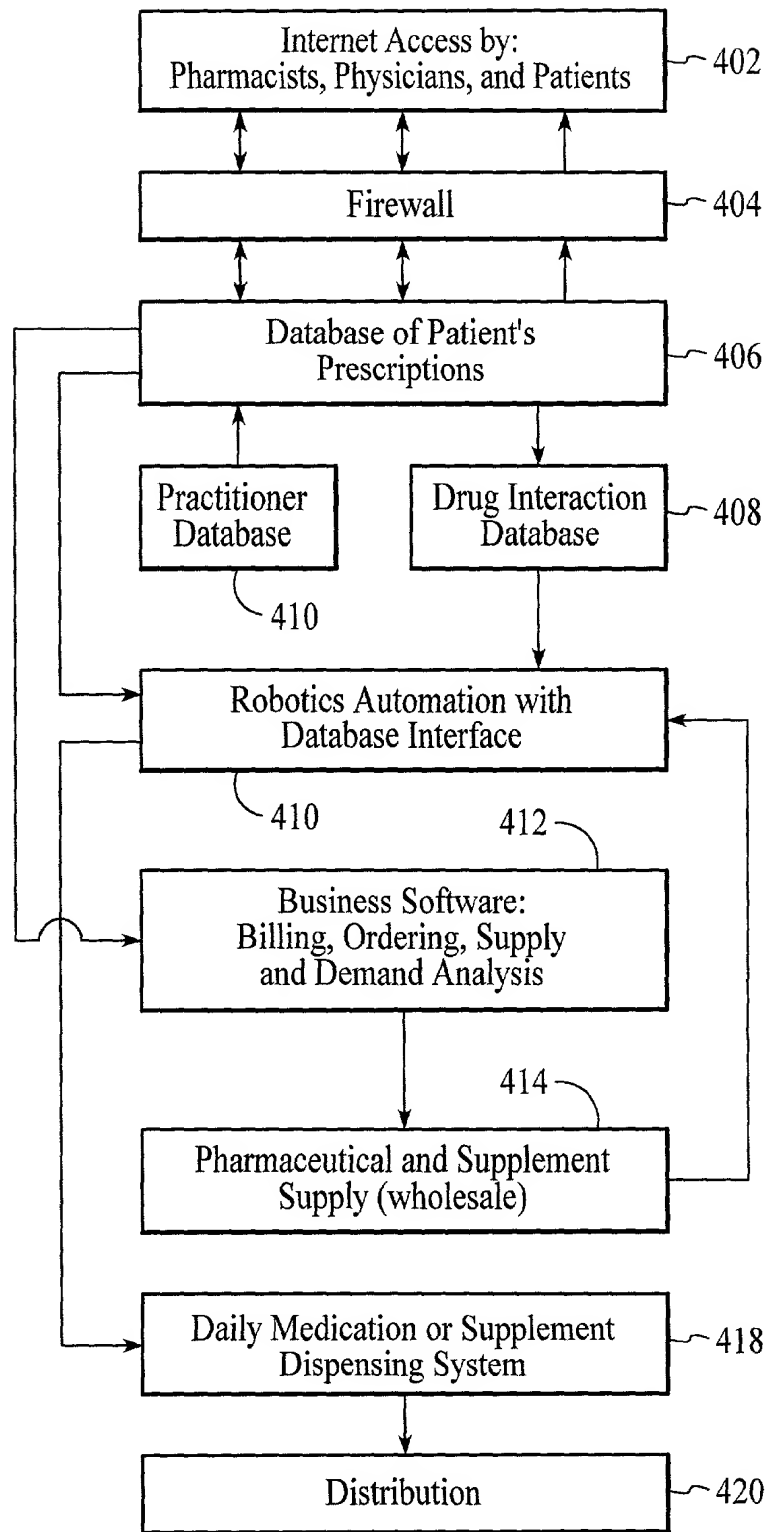 Internet Access by:
Pharmacists, Physicians, and Patients
402
Firewall
404
Database of Patient's
Prescriptions
406
Practitioner
Database
410
Drug Interaction
Database
408
Robotics Automation with
Database Interface
410
412
Business Software:
Billing, Ordering, Supply
and Demand Analysis
414
Pharmaceutical and Supplement
Supply (wholesale)
Daily Medication or Supplement
Dispensing System
418
Distribution
420